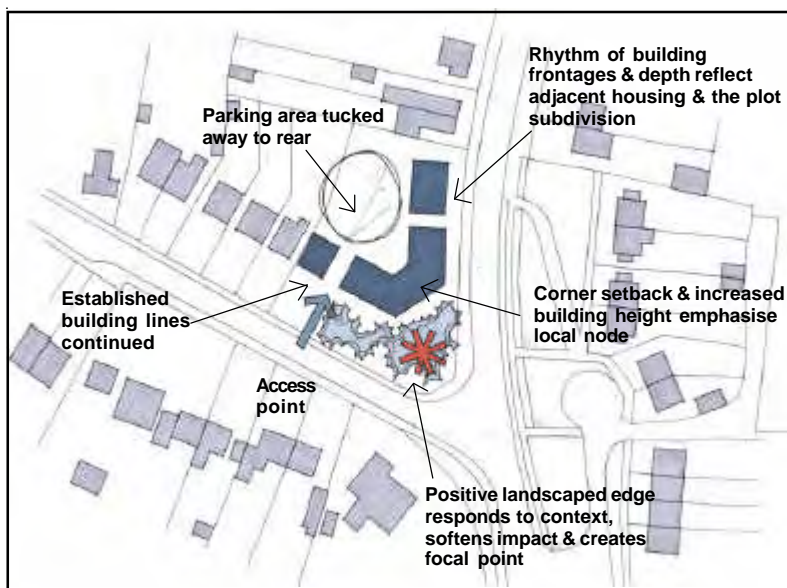 Rhythm of building
frontages & depth reflect
adjacent housing & the plot
subdivision
Parking area tucked
away to rear
Established
building lines
continued
Corner setback & increased
building height emphasise
local node
Access
point
Positive landscaped edge
responds to context,
softens impact & creates
focal point